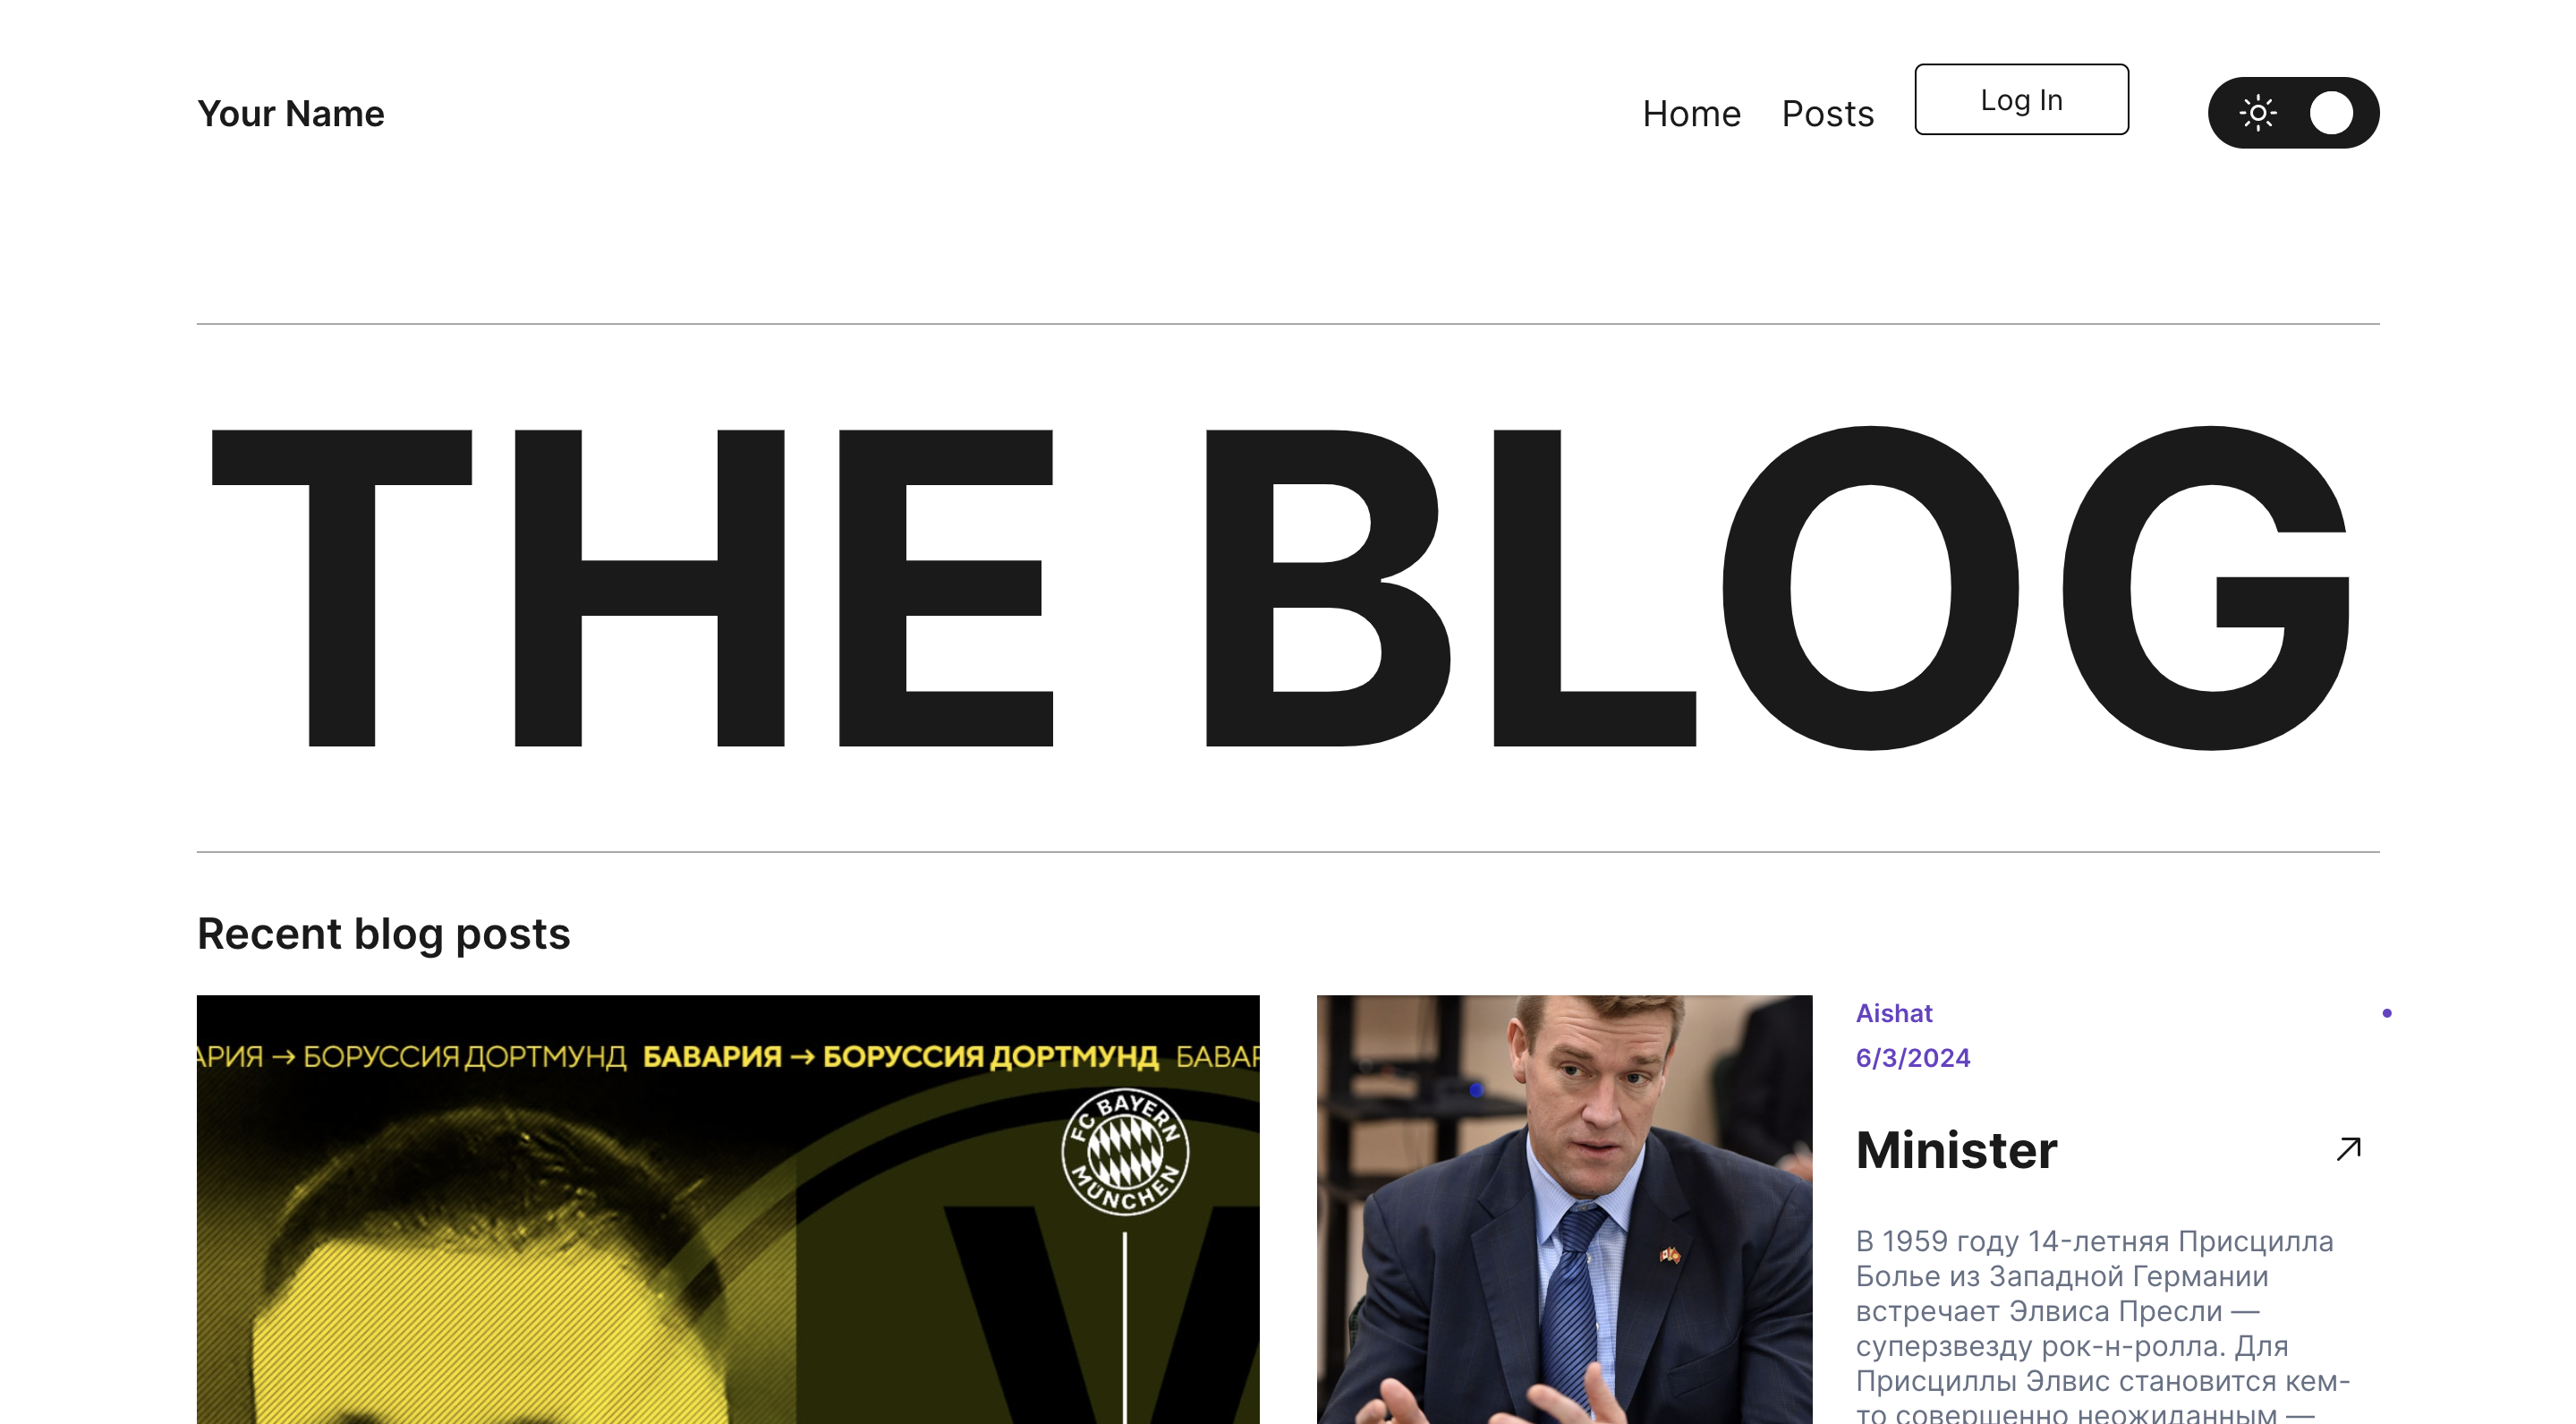 Your Name
Home
Posts
Log In
THE BLOG
Recent blog posts
АРИЯ → БОРУССИЯ ДОРТМУНД БАВАРИЯ → БОРУССИЯ ДОРТМУНД БАВАР
FC BAYERN
MÜNCHEN
Aishat
6/3/2024
Minister
В 1959 году 14-летняя Присцилла
Болье из Западной Германии
встречает Элвиса Пресли —
суперзвезду рок-н-ролла. Для
Присциллы Элвис становится кем-
то совершенно неожиданным —